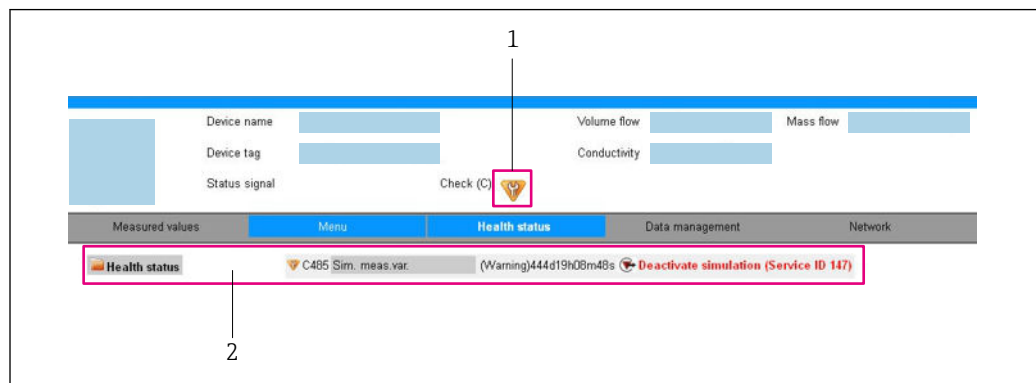 1
Device name Volume flow Mass flow
Device tag Conductivity
Status signal Check (C)
Measured values Menu Health status Data management Network
Health status C485 Sim. meas.var. (Warning)444d19h08m48s Deactivate simulation (Service ID 147)
2